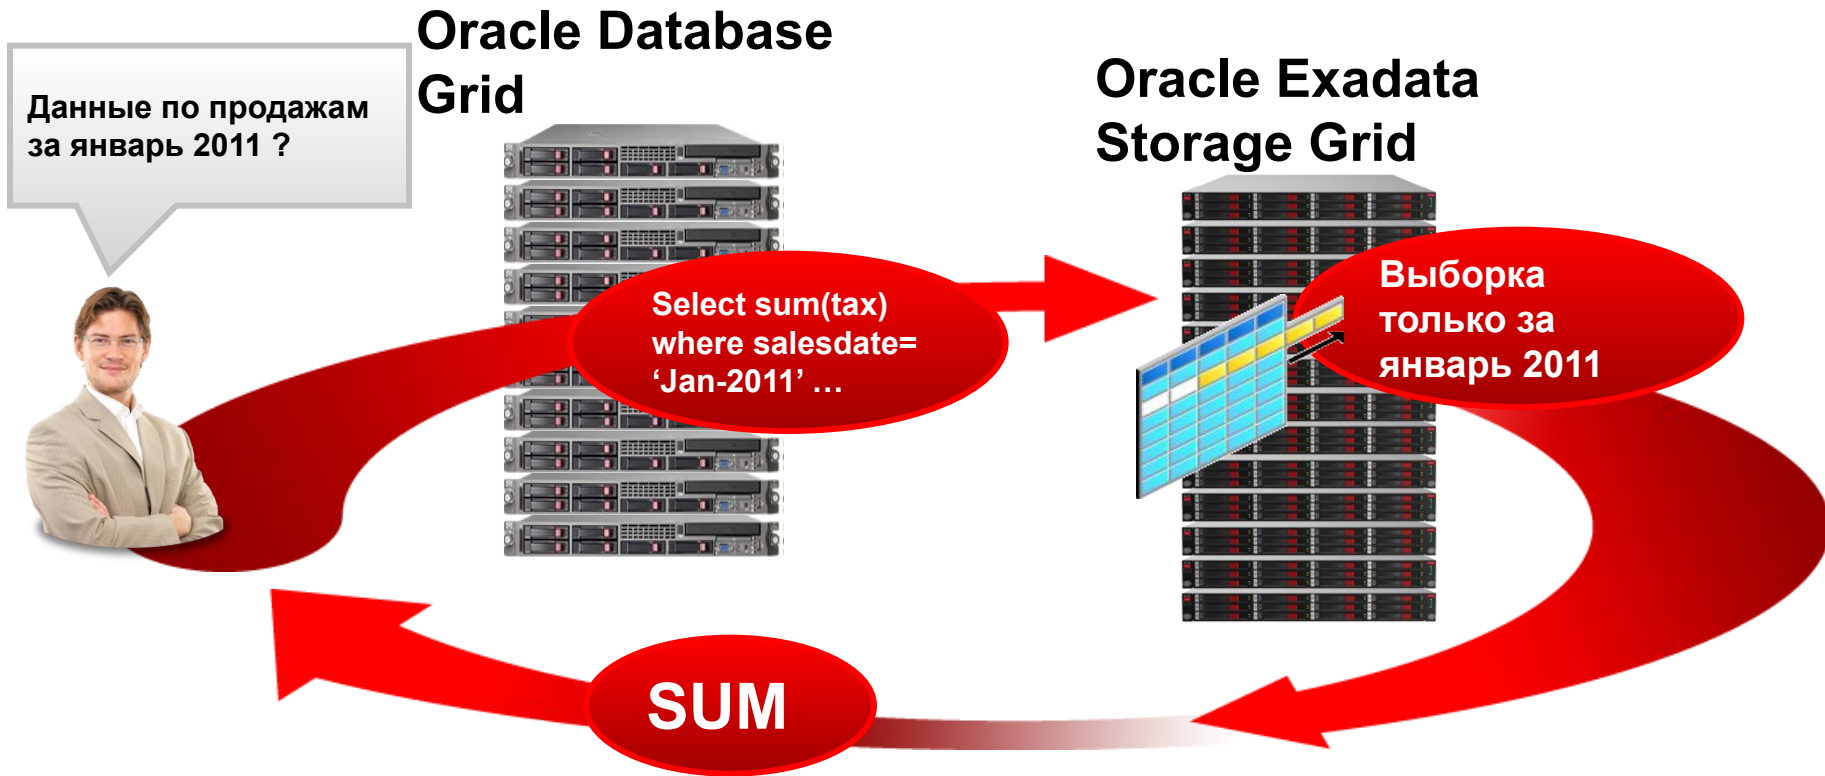 Oracle Database
Grid
Данные по продажам
за январь 2011 ?
Oracle Exadata
Storage Grid
Select sum(tax)
where salesdate=
‘Jan-2011’ …
Выборка
только за
январь 2011
SUM